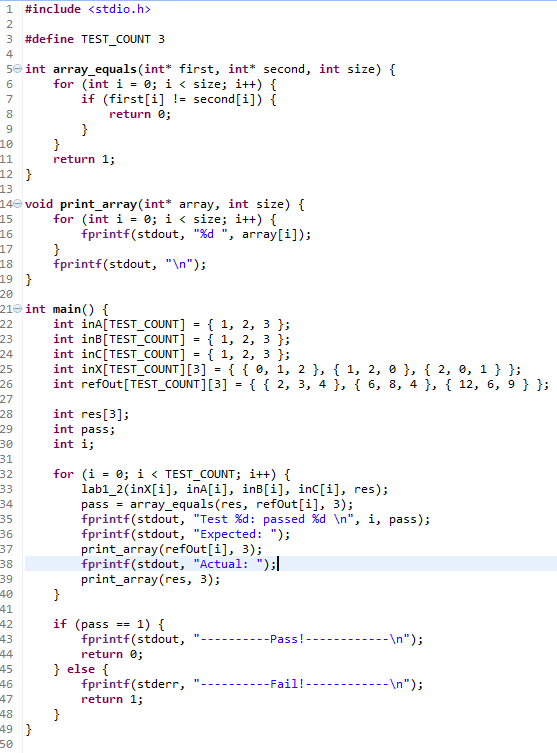 1 #include <stdio.h>
2
3 #define TEST_COUNT 3
4
5 int array_equals(int* first, int* second, int size) {
6     for (int i = 0; i < size; i++) {
7         if (first[i] != second[i]) {
8             return 0;
9         }
10     }
11     return 1;
12 }
13
14 void print_array(int* array, int size) {
15     for (int i = 0; i < size; i++) {
16         fprintf(stdout, "%d ", array[i]);
17     }
18     fprintf(stdout, "\n");
19 }
20
21 int main() {
22     int inA[TEST_COUNT] = { 1, 2, 3 };
23     int inB[TEST_COUNT] = { 1, 2, 3 };
24     int inC[TEST_COUNT] = { 1, 2, 3 };
25     int inX[TEST_COUNT][3] = { { 0, 1, 2 }, { 1, 2, 0 }, { 2, 0, 1 } };
26     int refOut[TEST_COUNT][3] = { { 2, 3, 4 }, { 6, 8, 4 }, { 12, 6, 9 } };
27
28     int res[3];
29     int pass;
30     int i;
31
32     for (i = 0; i < TEST_COUNT; i++) {
33         lab1_2(inX[i], inA[i], inB[i], inC[i], res);
34         pass = array_equals(res, refOut[i], 3);
35         fprintf(stdout, "Test %d: passed %d \n", i, pass);
36         fprintf(stdout, "Expected: ");
37         print_array(refOut[i], 3);
38         fprintf(stdout, "Actual: ");
39         print_array(res, 3);
40     }
41
42     if (pass == 1) {
43         fprintf(stdout, "----------Pass!------------\n");
44         return 0;
45     } else {
46         fprintf(stderr, "----------Fail!------------\n");
47         return 1;
48     }
49 }
50